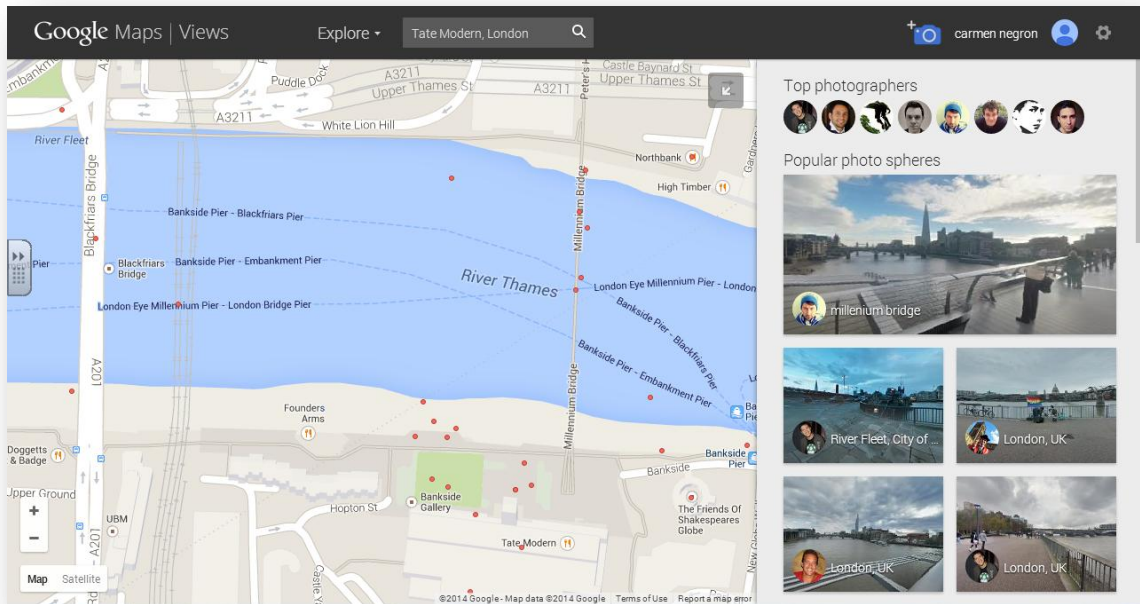 Google Maps | Views
Explore
Tate Modern, London
carmen negron
Top photographers
Popular photo spheres
millenium bridge
River Fleet, City of ...
London, UK
London, UK
London, UK
Puddle Dock
A3211
Upper Thames St
Castle Baynard St
Upper Thames St
A3211
A3211
White Lion Hill
River Fleet
Blackfriars Bridge
Northbank
High Timber
Millennium Bridge
Bankside Pier - Blackfriars Pier
Blackfriars
Bridge
Bankside Pier - Embankment Pier
Pier
River Thames
London Eye Millennium Pier - London
London Eye Millennium Pier - London Bridge Pier
Bankside Pier - Blackfriars Pier
Bankside Pier - Embankment Pier
A201
Millennium Bridge
Founders
Arms
Doggetts
& Badge
Bankside
Pier
Bankside
Upper Ground
Hopton St
Bankside
Gallery
The Friends Of
Shakespeares
Globe
UBM
A201
Tate Modern
Map
Satellite
©2014 Google - Map data ©2014 Google
Terms of Use
Report a map error